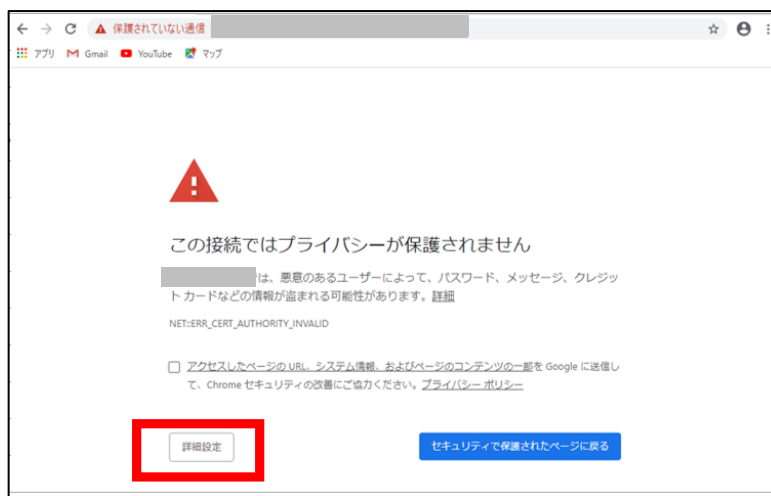 保護されていない通信
アプリ Gmail YouTube マップ
この接続ではプライバシーが保護されません
では、悪意のあるユーザーによって、パスワード、メッセージ、クレジッ
ト カードなどの情報が盗まれる可能性があります。詳細
NET::ERR_CERT_AUTHORITY_INVALID
アクセスしたページの URL、システム情報、およびページのコンテンツの一部を Google に送信し
て、Chrome セキュリティの改善にご協力ください。プライバシー ポリシー
詳細設定 セキュリティで保護されたページに戻る